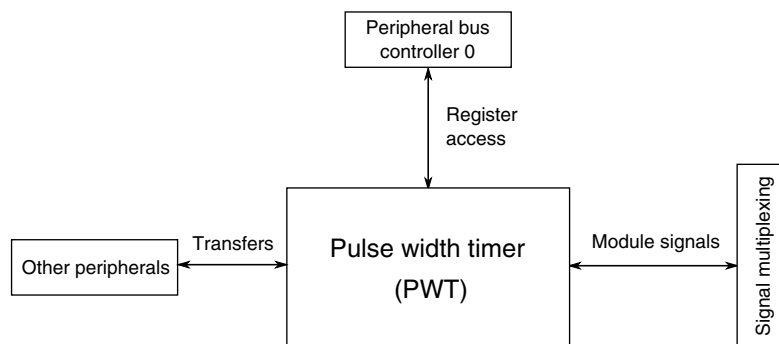 Peripheral bus
controller 0
Register
access
Other peripherals
Transfers
Pulse width timer
(PWT)
Module signals
Signal multiplexing